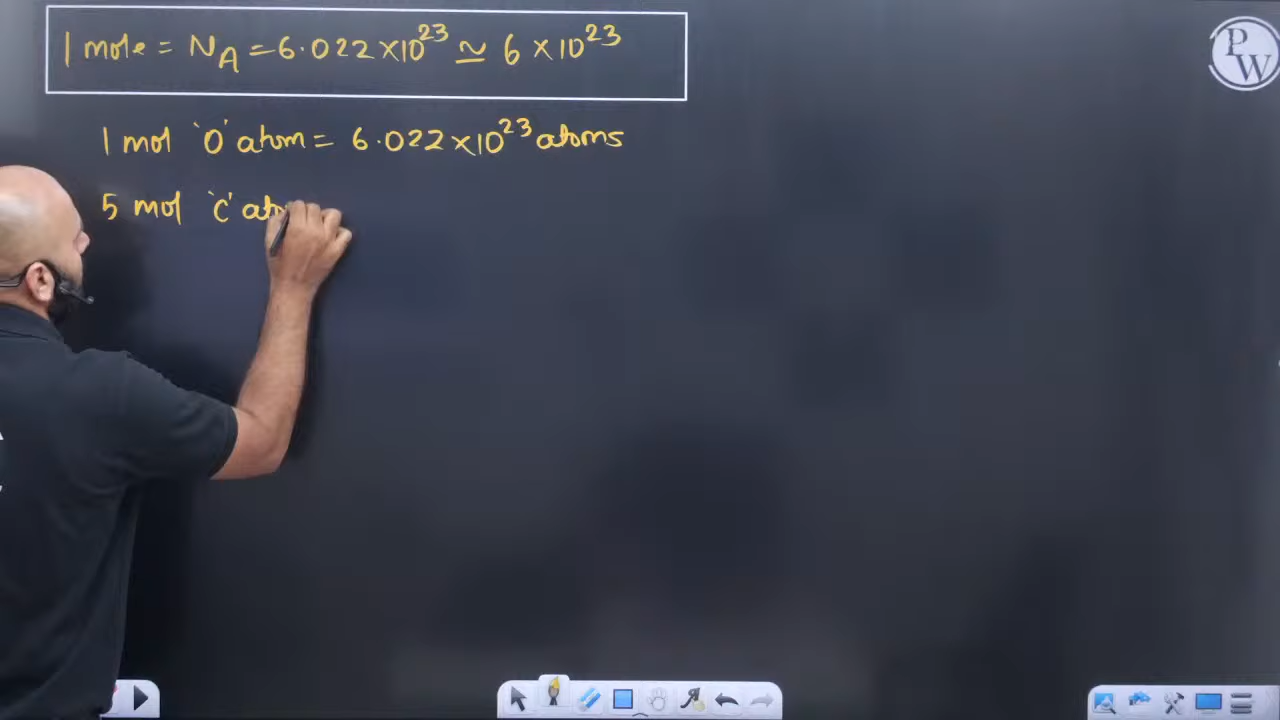 1 mole = N_A = 6.022×10^23 ≃ 6 ×10^23
1 mol 'O' atom = 6.022×10^23 atoms
5 mol 'C'
PW